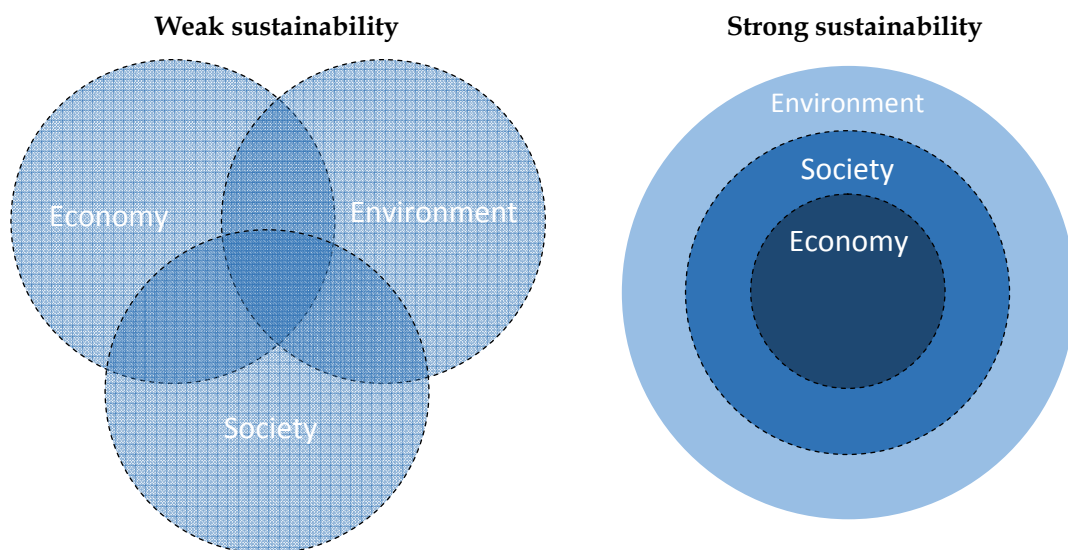 Weak sustainability
Economy
Environment
Society
Strong sustainability
Environment
Society
Economy